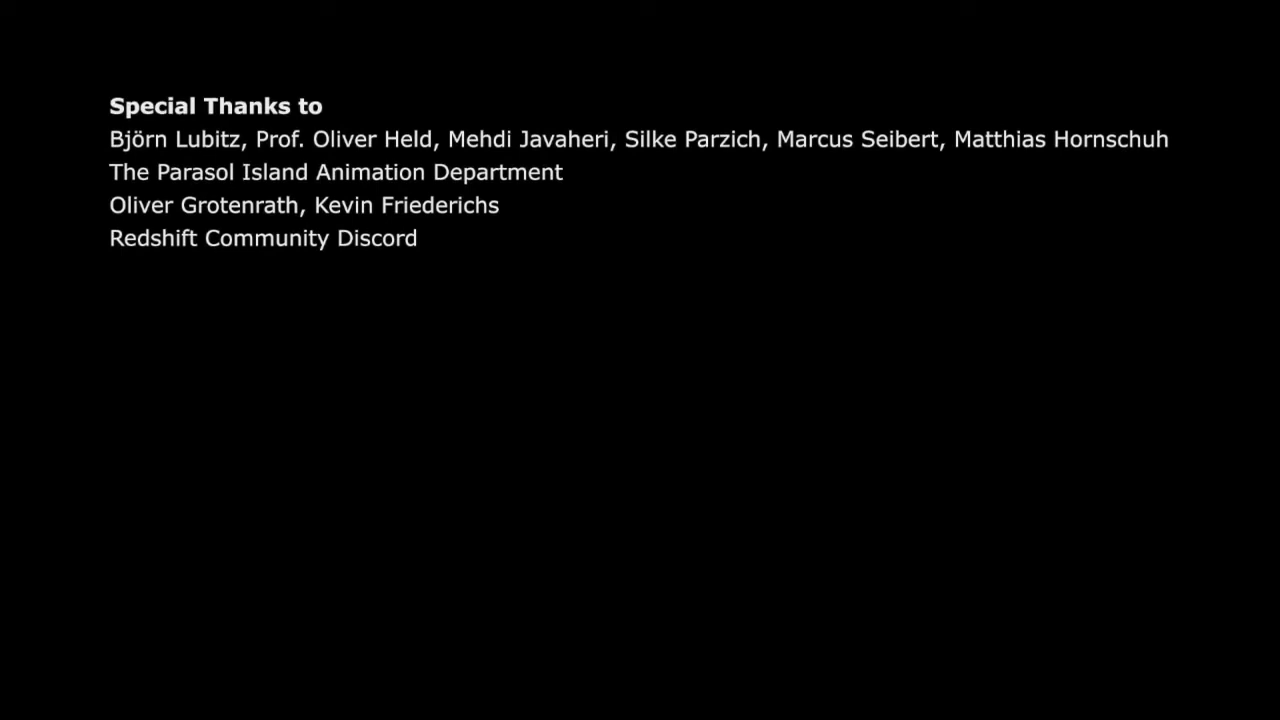 Special Thanks to
Björn Lubitz, Prof. Oliver Held, Mehdi Javaheri, Silke Parzich, Marcus Seibert, Matthias Hornschuh
The Parasol Island Animation Department
Oliver Grotenrath, Kevin Friederichs
Redshift Community Discord